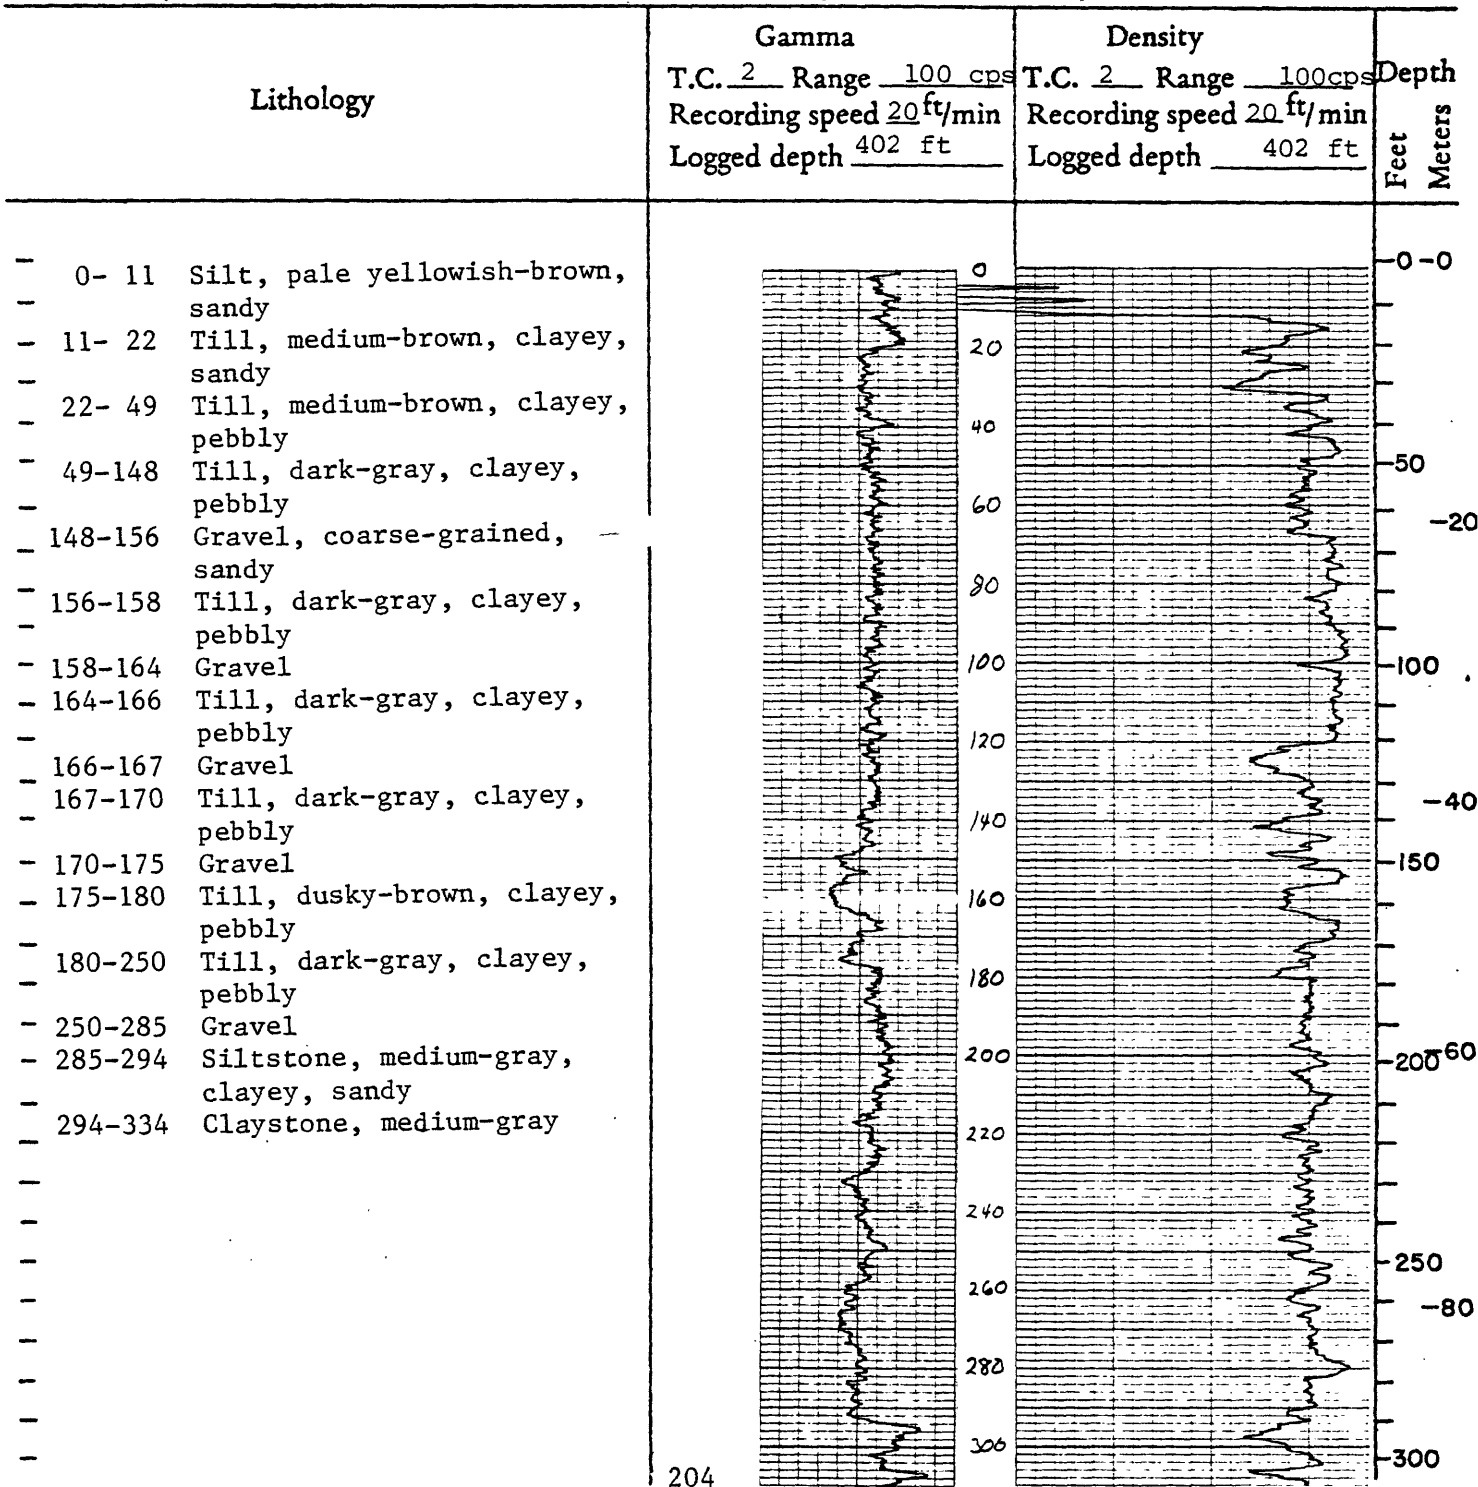 Lithology
Gamma
T.C. 2 Range 100 cps
Recording speed 20 ft/min
Logged depth 402 ft
Density
T.C. 2 Range 100cps
Recording speed 20 ft/min
Logged depth 402 ft
Depth
Feet
Meters
0- 11 Silt, pale yellowish-brown,
sandy
11- 22 Till, medium-brown, clayey,
sandy
22- 49 Till, medium-brown, clayey,
pebbly
49-148 Till, dark-gray, clayey,
pebbly
148-156 Gravel, coarse-grained,
sandy
156-158 Till, dark-gray, clayey,
pebbly
158-164 Gravel
164-166 Till, dark-gray, clayey,
pebbly
166-167 Gravel
167-170 Till, dark-gray, clayey,
pebbly
170-175 Gravel
175-180 Till, dusky-brown, clayey,
pebbly
180-250 Till, dark-gray, clayey,
pebbly
250-285 Gravel
285-294 Siltstone, medium-gray,
clayey, sandy
294-334 Claystone, medium-gray
0
20
40
60
80
100
120
140
160
180
200
220
240
260
280
300
-0 -0
-50
-20
-100
-40
-150
-200
-60
-250
-80
-300
204